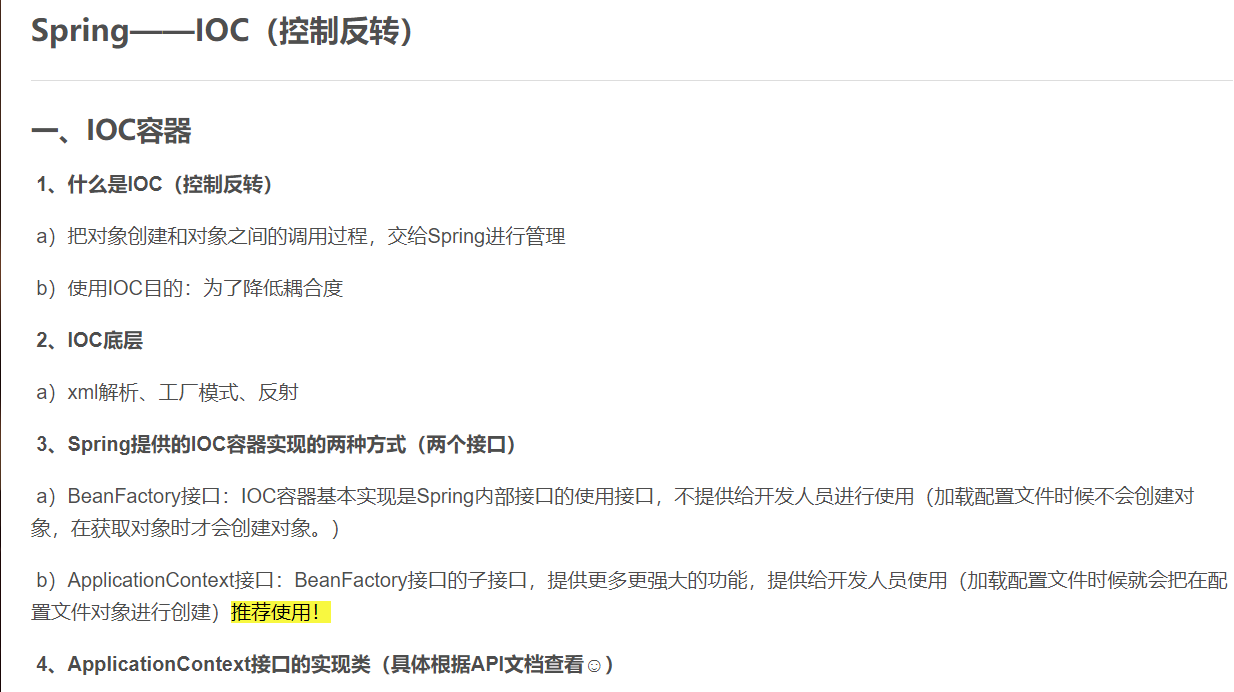 Spring——IOC（控制反转）
一、IOC容器
1、什么是IOC（控制反转）
a）把对象创建和对象之间的调用过程，交给Spring进行管理
b）使用IOC目的：为了降低耦合度
2、IOC底层
a）xml解析、工厂模式、反射
3、Spring提供的IOC容器实现的两种方式（两个接口）
a）BeanFactory接口：IOC容器基本实现是Spring内部接口的使用接口，不提供给开发人员进行使用（加载配置文件时候不会创建对
象，在获取对象时才会创建对象。）
b）ApplicationContext接口：BeanFactory接口的子接口，提供更多更强大的功能，提供给开发人员使用（加载配置文件时候就会把在配
置文件对象进行创建）推荐使用！
4、ApplicationContext接口的实现类（具体根据API文档查看☺）